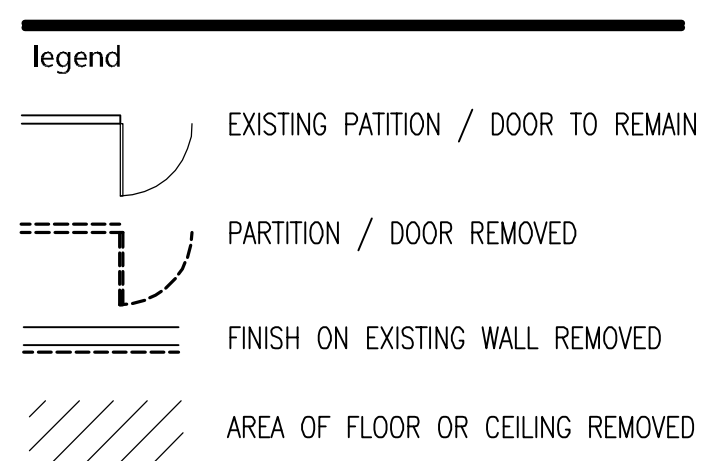 legend
EXISTING PATITION / DOOR TO REMAIN
PARTITION / DOOR REMOVED
FINISH ON EXISTING WALL REMOVED
AREA OF FLOOR OR CEILING REMOVED